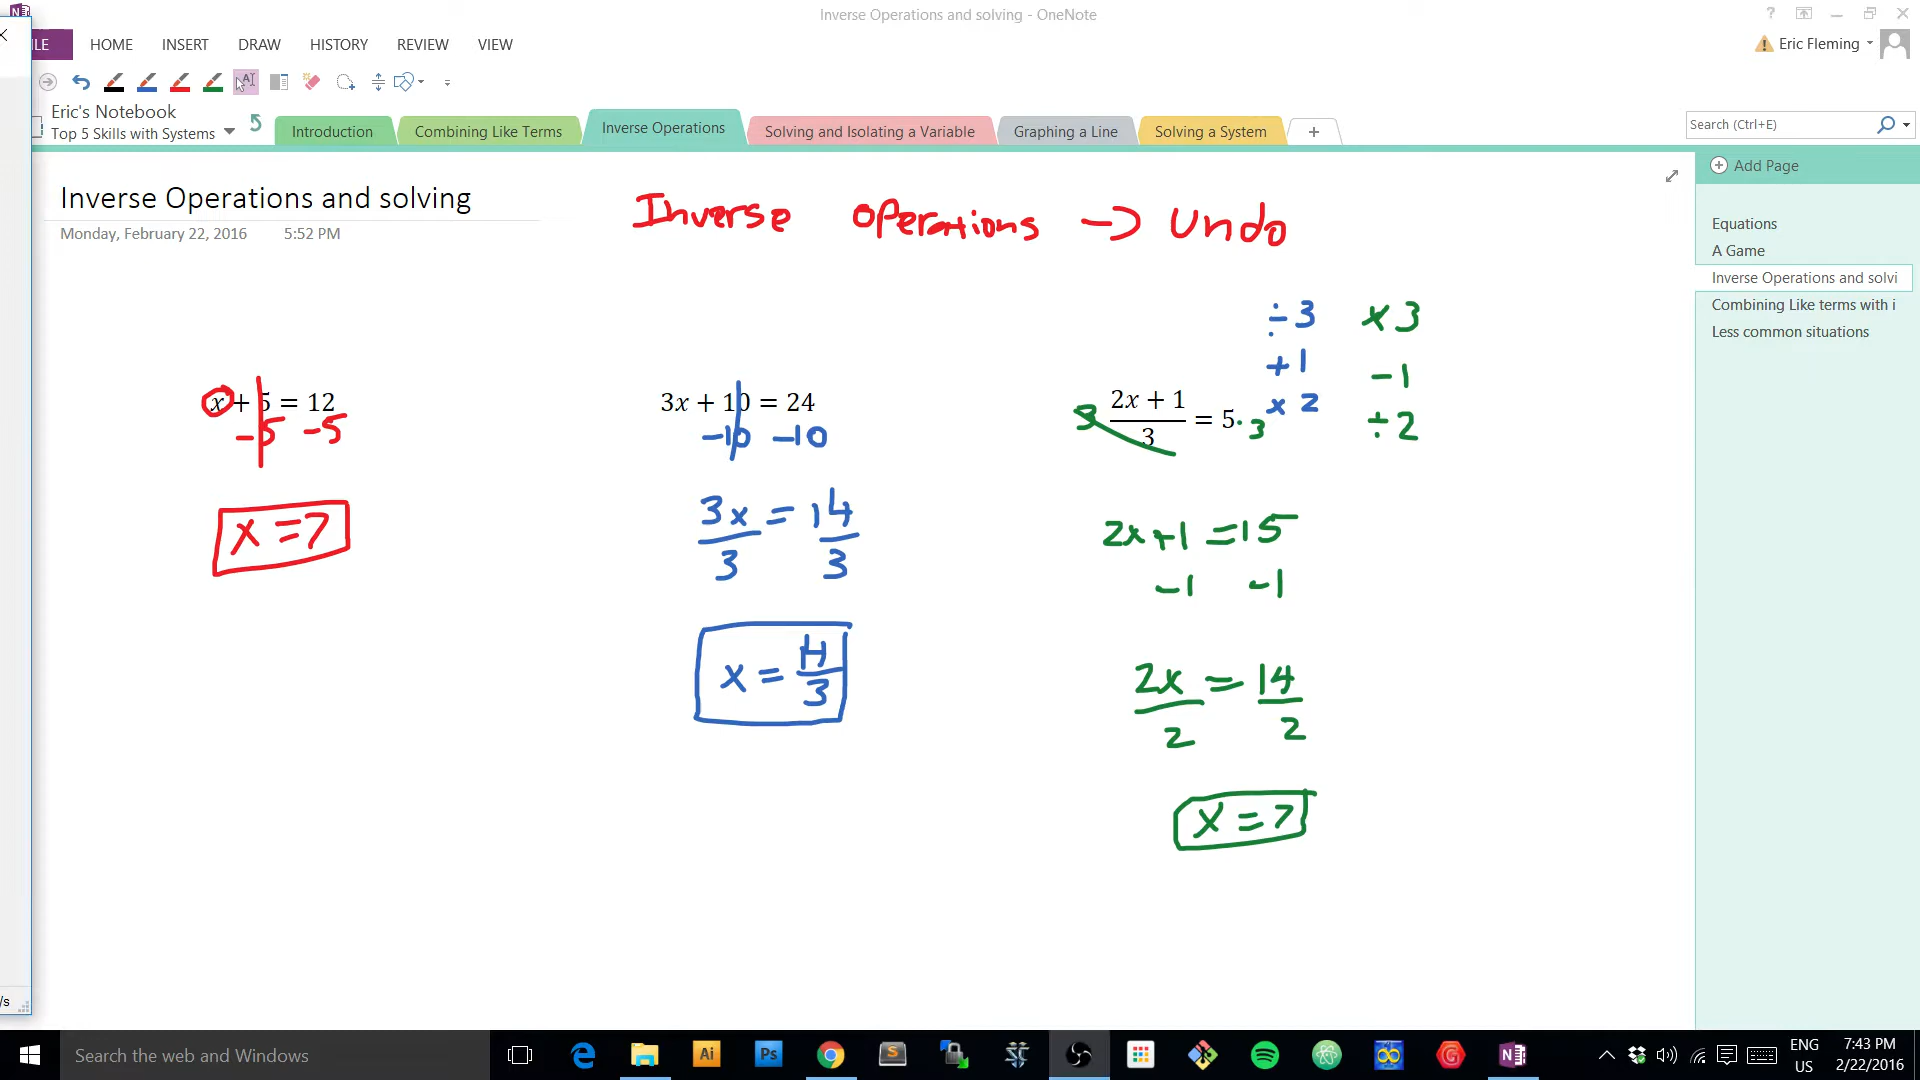 Inverse Operations and solving - OneNote
HOME INSERT DRAW HISTORY REVIEW VIEW
Eric Fleming
Eric's Notebook
Top 5 Skills with Systems
Introduction Combining Like Terms Inverse Operations Solving and Isolating a Variable Graphing a Line Solving a System +
Search (Ctrl+E)
Add Page
Equations
A Game
Inverse Operations and solvi
Combining Like terms with i
Less common situations
Inverse Operations and solving
Monday, February 22, 2016 5:52 PM
Inverse Operations → Undo
x + 5 = 12
-5 -5
x = 7
3x + 10 = 24
-10 -10
3x = 14
3 3
x = 14
3
÷3 ×3
+1 -1
×2 ÷2
3 2x + 1
3
= 5 · 3
2x+1 = 15
-1 -1
2x = 14
2 2
x = 7
/s
Search the web and Windows
Ai Ps
ENG
US
7:43 PM
2/22/2016